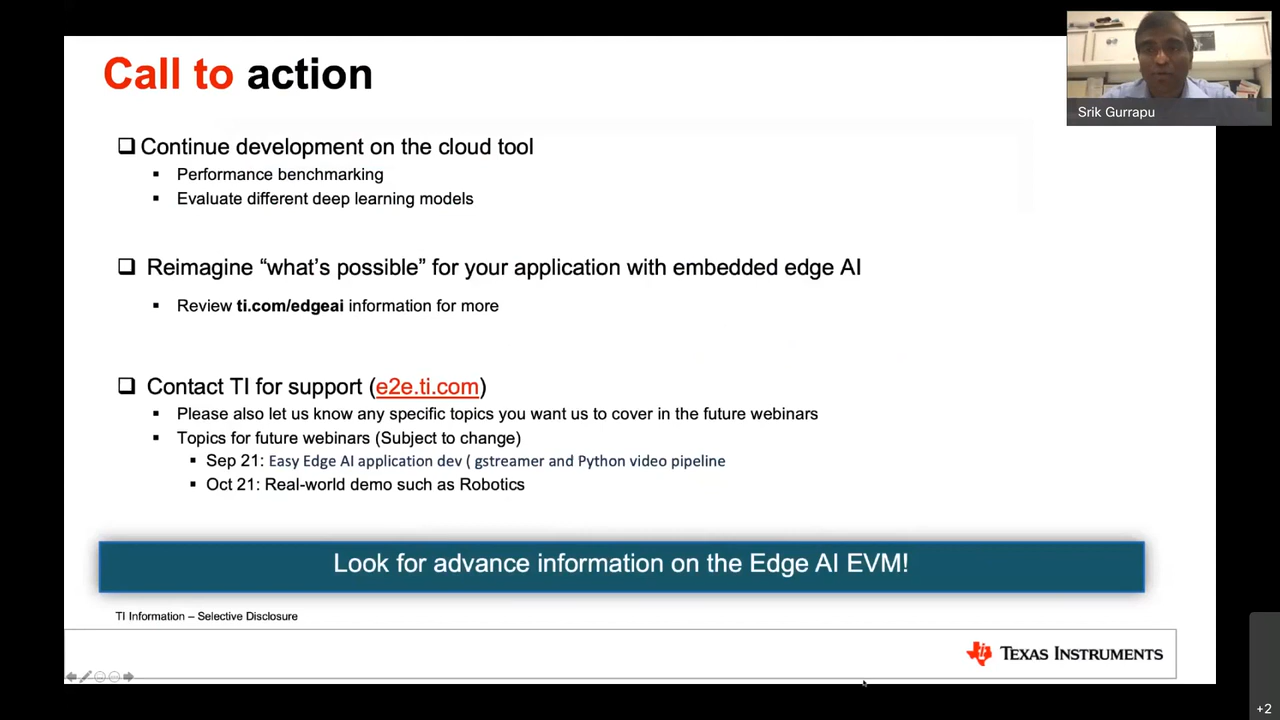 Call to action
Srik Gurrapu
Continue development on the cloud tool
Performance benchmarking
Evaluate different deep learning models
Reimagine “what’s possible” for your application with embedded edge AI
Review ti.com/edgeai information for more
Contact TI for support (e2e.ti.com)
Please also let us know any specific topics you want us to cover in the future webinars
Topics for future webinars (Subject to change)
Sep 21: Easy Edge AI application dev ( gstreamer and Python video pipeline
Oct 21: Real-world demo such as Robotics
Look for advance information on the Edge AI EVM!
TI Information – Selective Disclosure
TEXAS INSTRUMENTS
+2